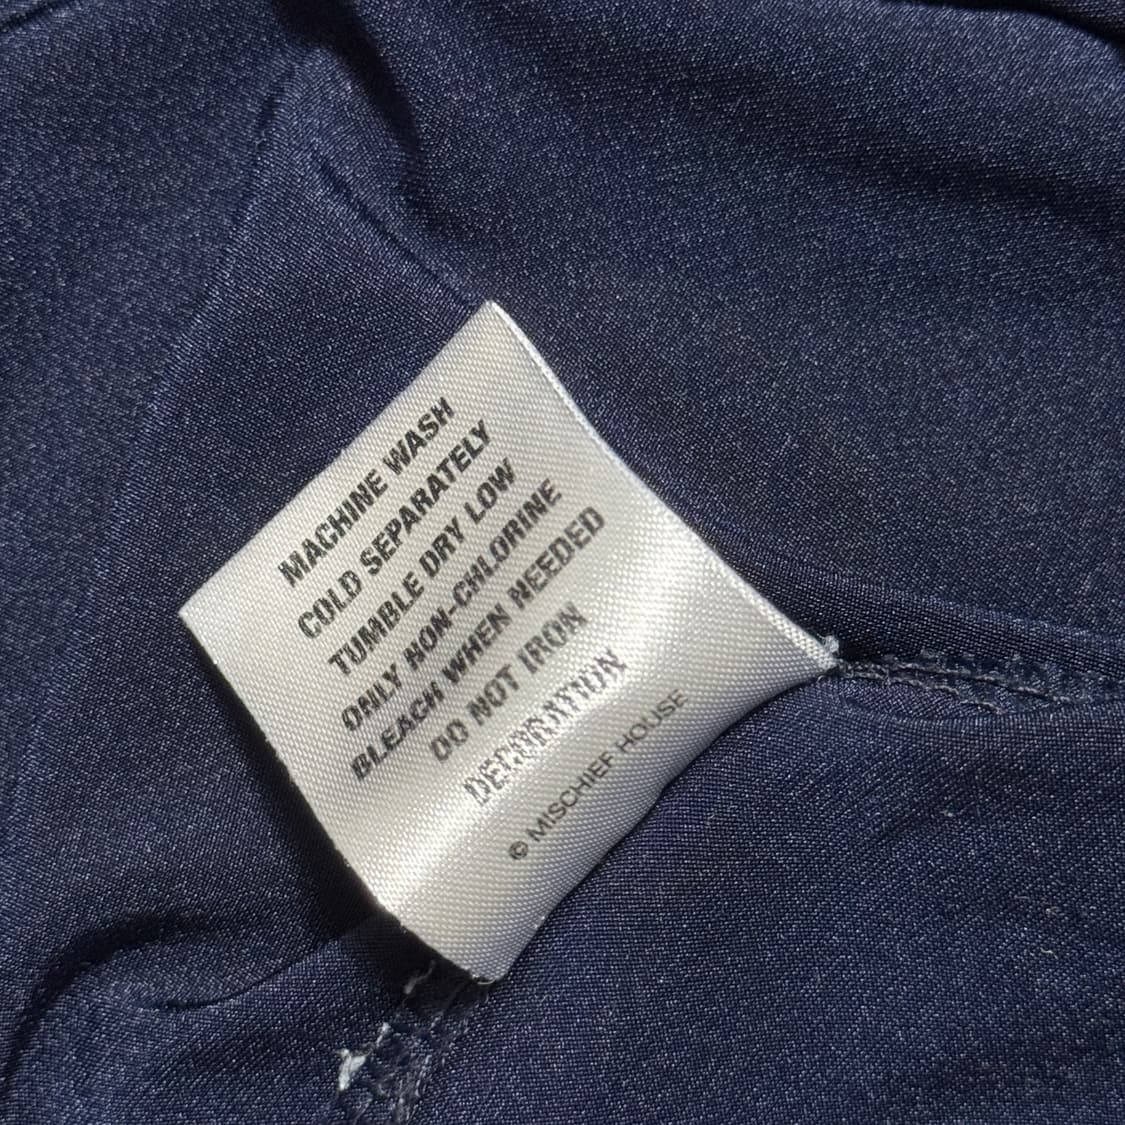 MACHINE WASH
COLD SEPARATELY
TUMBLE DRY LOW
ONLY NON-CHLORINE
BLEACH WHEN NEEDED
DO NOT IRON
DECORATION
© MISCHIEF HOUSE